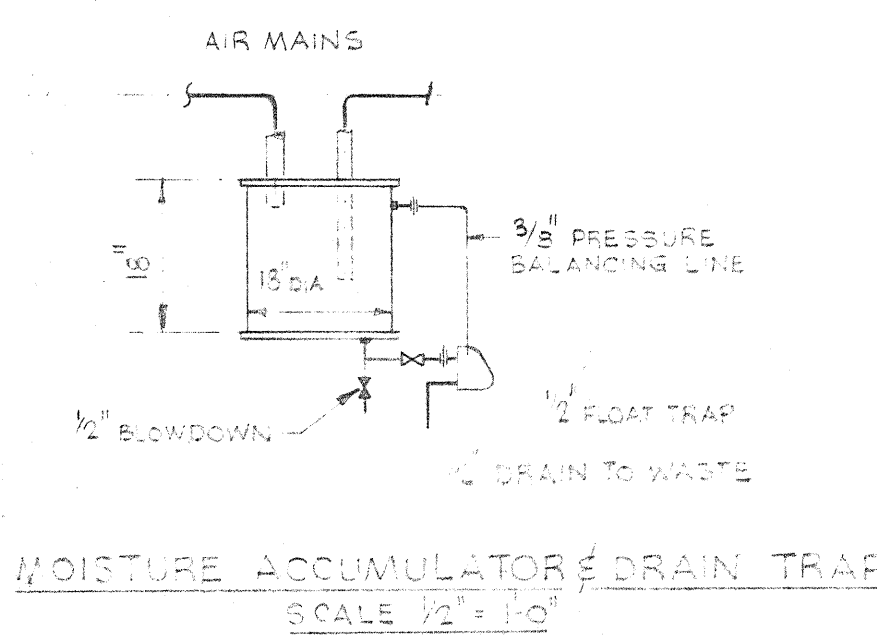 AIR MAINS
3/8" PRESSURE
BALANCING LINE
18"
18" DIA
1/2" BLOWDOWN
1/2" FLOAT TRAP
DRAIN TO WASTE
MOISTURE ACCUMULATOR & DRAIN TRAP
SCALE 1/2" = 1'-0"